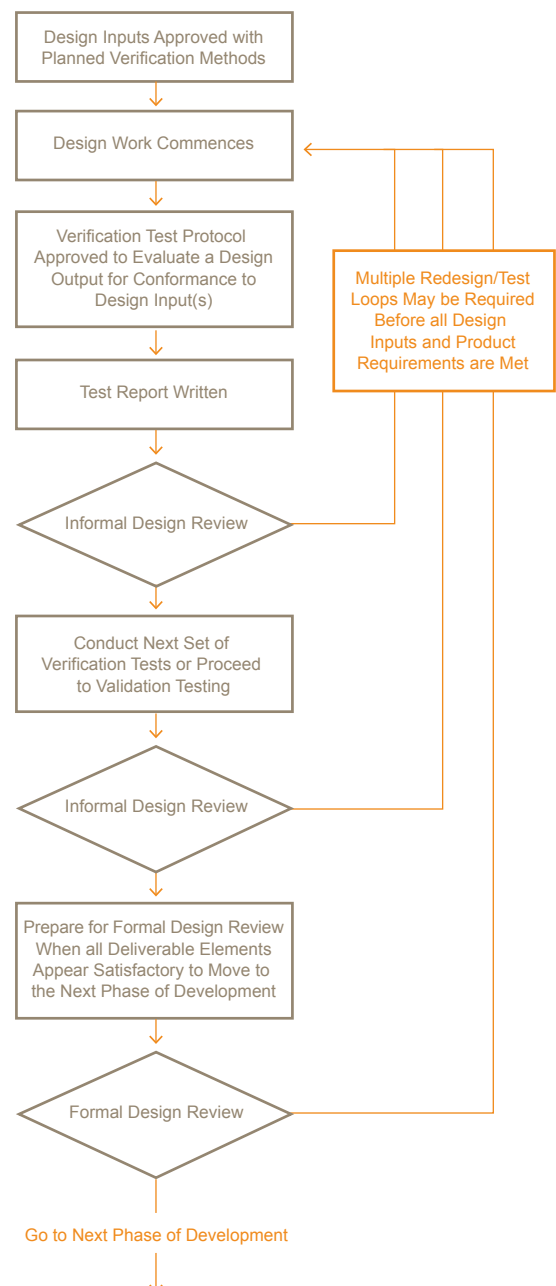 Design Inputs Approved with
Planned Verification Methods
Design Work Commences
Verification Test Protocol
Approved to Evaluate a Design
Output for Conformance to
Design Input(s)
Multiple Redesign/Test
Loops May be Required
Before all Design
Inputs and Product
Requirements are Met
Test Report Written
Informal Design Review
Conduct Next Set of
Verification Tests or Proceed
to Validation Testing
Informal Design Review
Prepare for Formal Design Review
When all Deliverable Elements
Appear Satisfactory to Move to
the Next Phase of Development
Formal Design Review
Go to Next Phase of Development